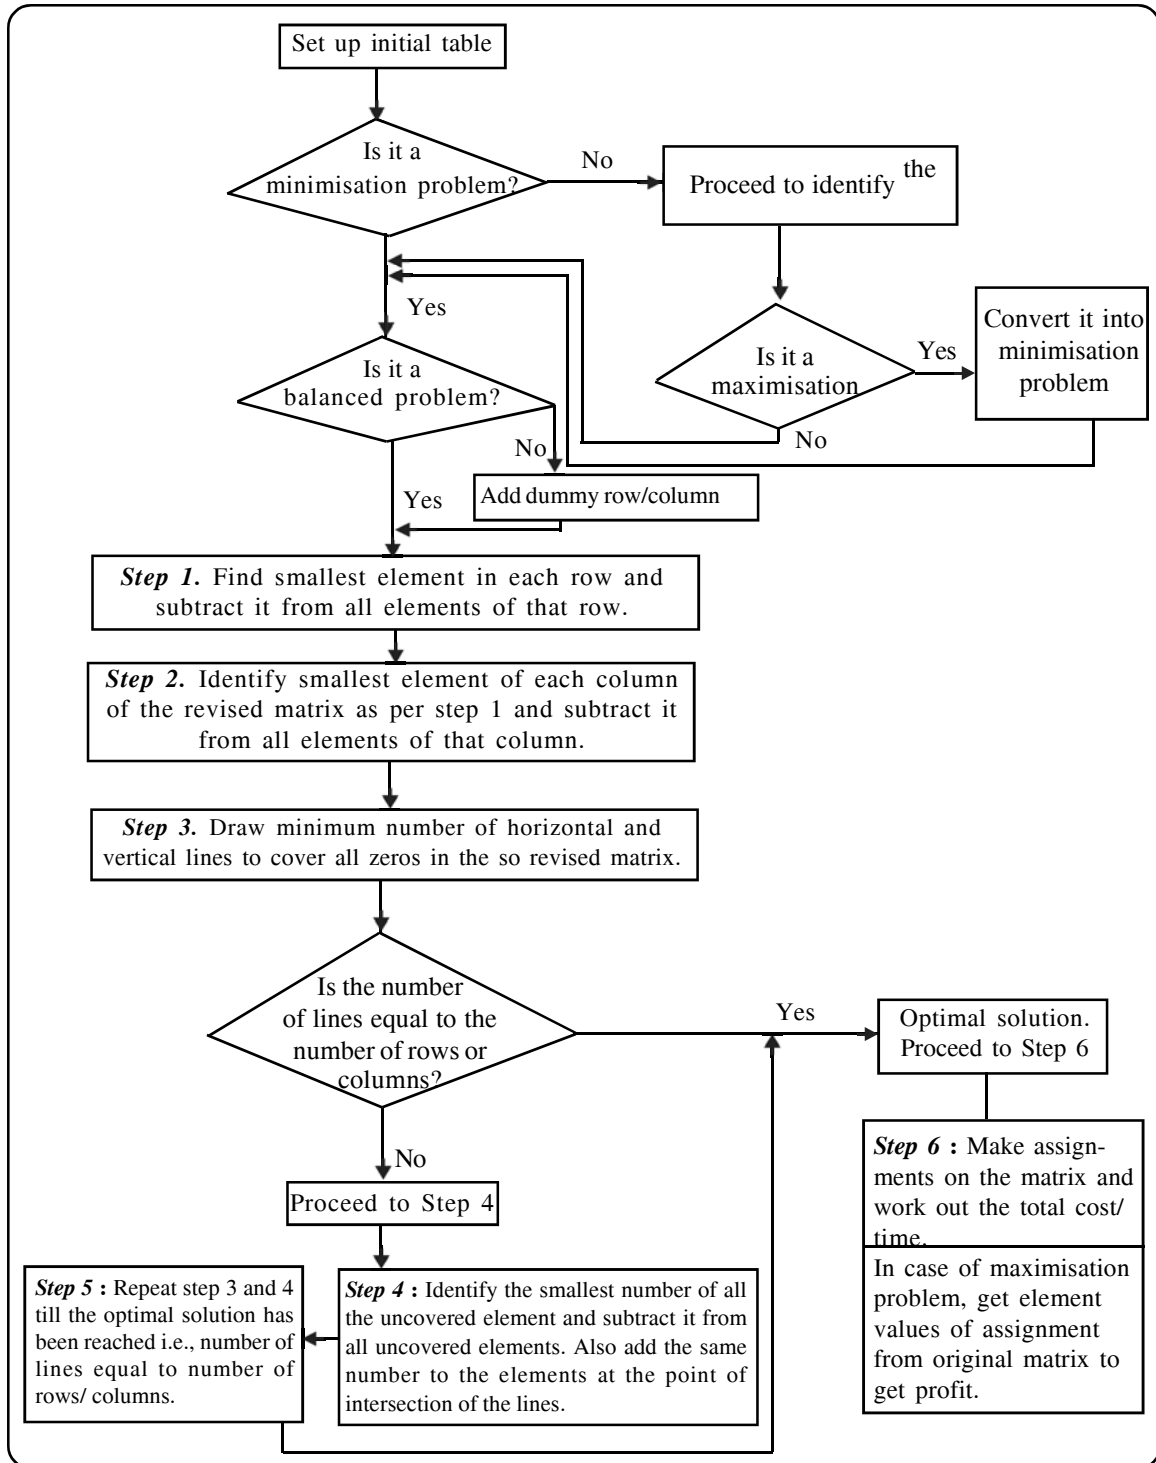 Set up initial table
Is it a
minimisation problem?
No
Proceed to identify the
Yes
Is it a
balanced problem?
Is it a
maximisation
Yes
Convert it into
minimisation
problem
No
No
Add dummy row/column
Yes
Step 1. Find smallest element in each row and
subtract it from all elements of that row.
Step 2. Identify smallest element of each column
of the revised matrix as per step 1 and subtract it
from all elements of that column.
Step 3. Draw minimum number of horizontal and
vertical lines to cover all zeros in the so revised matrix.
Is the number
of lines equal to the
number of rows or
columns?
Yes
Optimal solution.
Proceed to Step 6
No
Proceed to Step 4
Step 6 : Make assign-
ments on the matrix and
work out the total cost/
time.
In case of maximisation
problem, get element
values of assignment
from original matrix to
get profit.
Step 4 : Identify the smallest number of all
the uncovered element and subtract it from
all uncovered elements. Also add the same
number to the elements at the point of
intersection of the lines.
Step 5 : Repeat step 3 and 4
till the optimal solution has
been reached i.e., number of
lines equal to number of
rows/ columns.